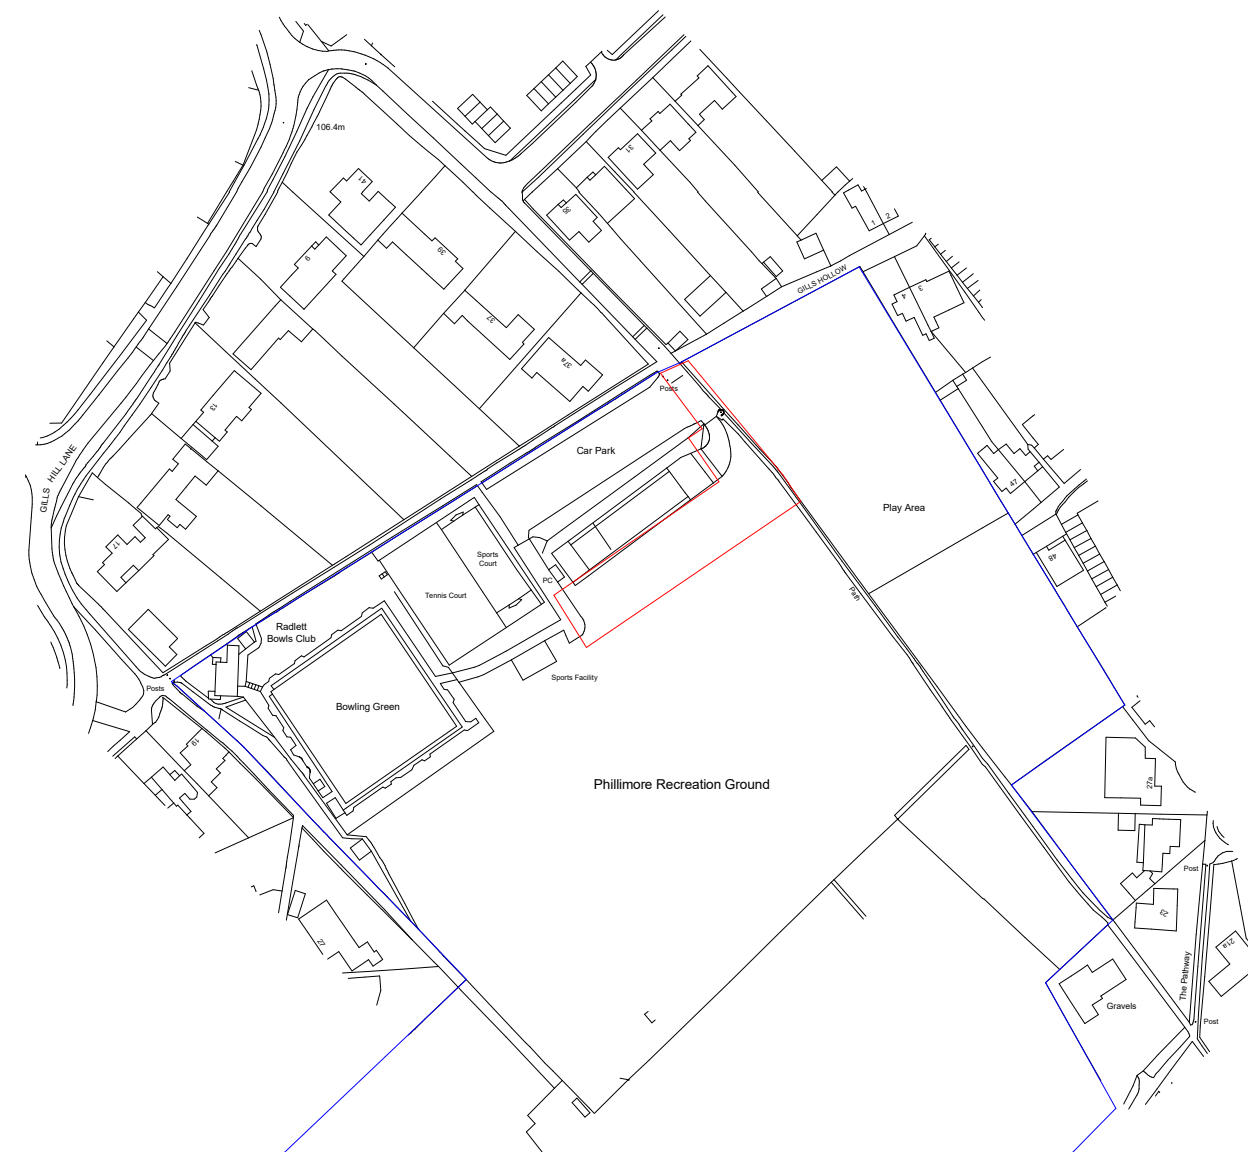 106.4m
41
31
30
39
9
37
37a
1
2
GILLS HOLLOW
3
4
Posts
Car Park
13
GILLS HILL LANE
17
Play Area
47
48
Sports
Court
PC
Tennis Court
Path
Radlett
Bowls Club
Sports Facility
Posts
Bowling Green
19
Phillimore Recreation Ground
27a
Post
23
27
21a
The Pathway
Gravels
Post